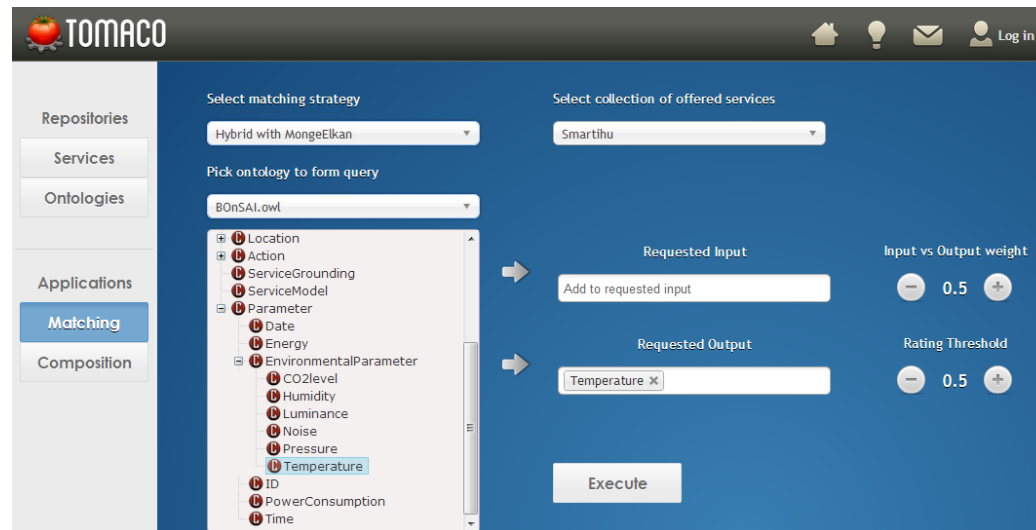 TOMACO
Log in
Repositories
Services
Ontologies
Applications
Matching
Composition
Select matching strategy
Hybrid with MongeElkan
Select collection of offered services
Smartihu
Pick ontology to form query
BOnSAI.owl
Location
Action
ServiceGrounding
ServiceModel
Parameter
Date
Energy
EnvironmentalParameter
CO2level
Humidity
Luminance
Noise
Pressure
Temperature
ID
PowerConsumption
Time
Requested Input
Add to requested input
Input vs Output weight
0.5
Requested Output
Temperature
Rating Threshold
0.5
Execute